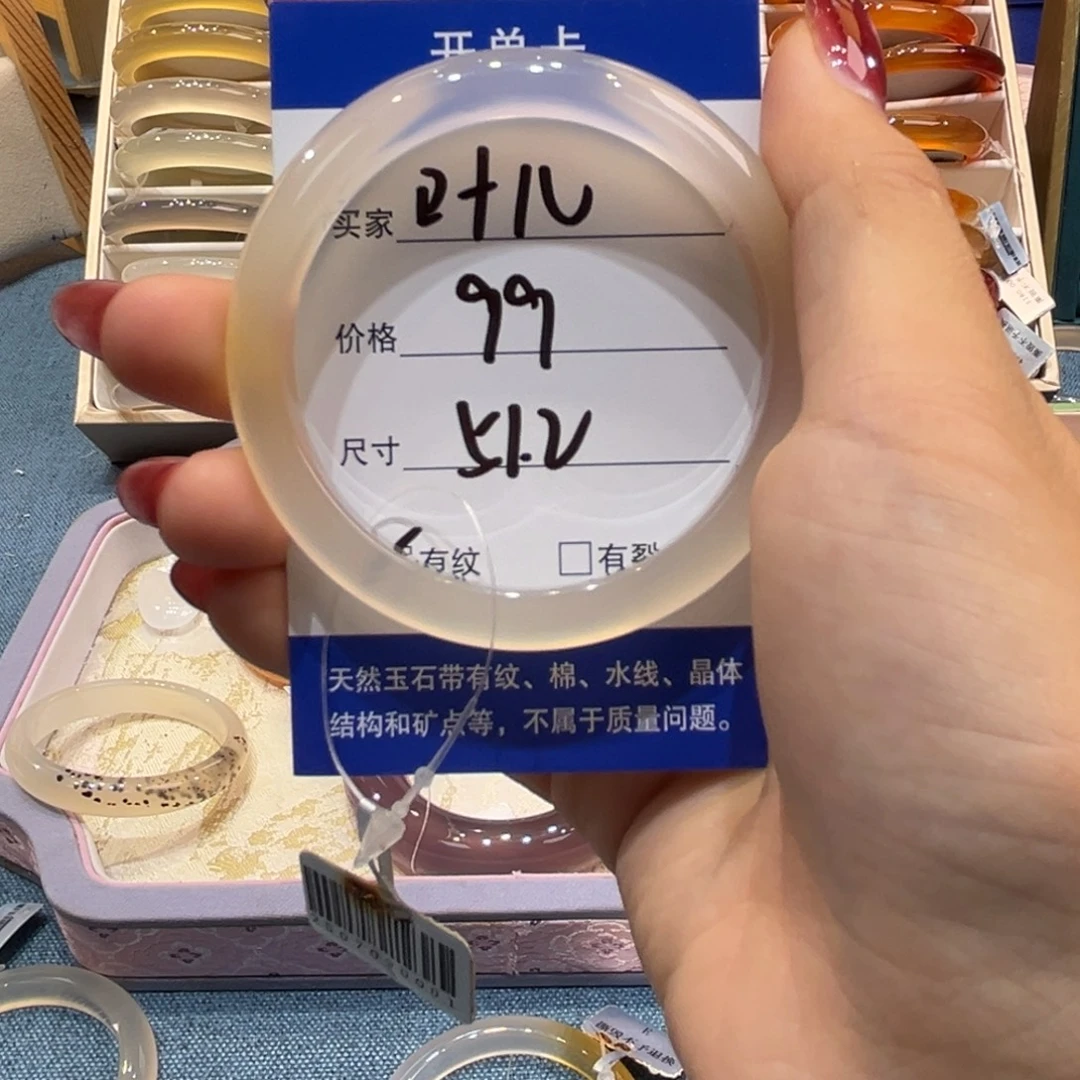 开单卡
买家 叶儿
价格 99
尺寸 51.2
有纹 □有裂
天然玉石带有纹、棉、水线、晶体
结构和矿点等，不属于质量问题。